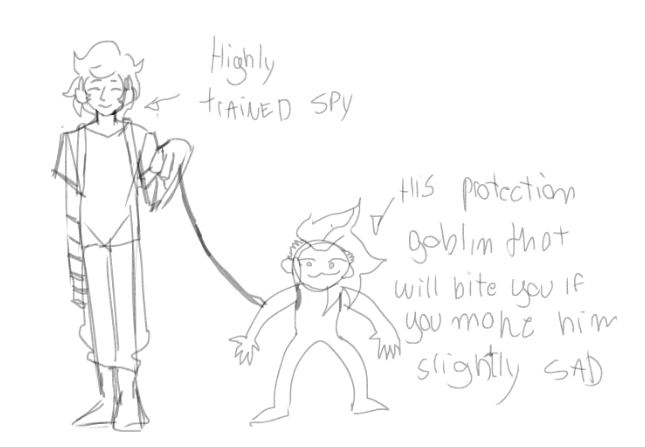 Highly
trAiNED SPY
HiS protection
goblin that
will bite you if
you make him
slightly SAD